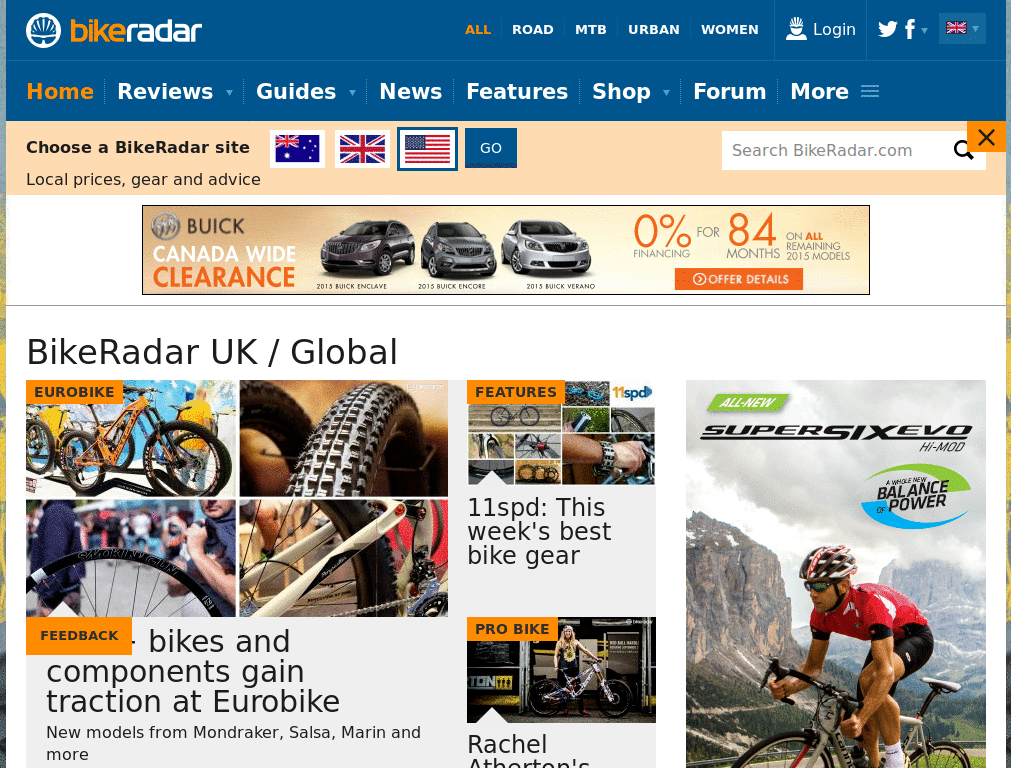 bikeradar
ALL
ROAD
MTB
URBAN
WOMEN
Login
Home
Reviews
Guides
News
Features
Shop
Forum
More
Choose a BikeRadar site
GO
Search BikeRadar.com
Local prices, gear and advice
BUICK
CANADA WIDE
CLEARANCE
2015 BUICK ENCLAVE
2015 BUICK ENCORE
2015 BUICK VERANO
0% FOR 84
FINANCING
MONTHS
ON ALL
REMAINING
2015 MODELS
OFFER DETAILS
BikeRadar UK / Global
EUROBIKE
FEEDBACK
bikes and
components gain
traction at Eurobike
New models from Mondraker, Salsa, Marin and
more
FEATURES
11spd
11spd: This
week's best
bike gear
PRO BIKE
bikeradar
Rachel
Atherton's
ALL-NEW
SUPERSIX EVO
Hi-MOD
A WHOLE NEW
BALANCE
OF POWER